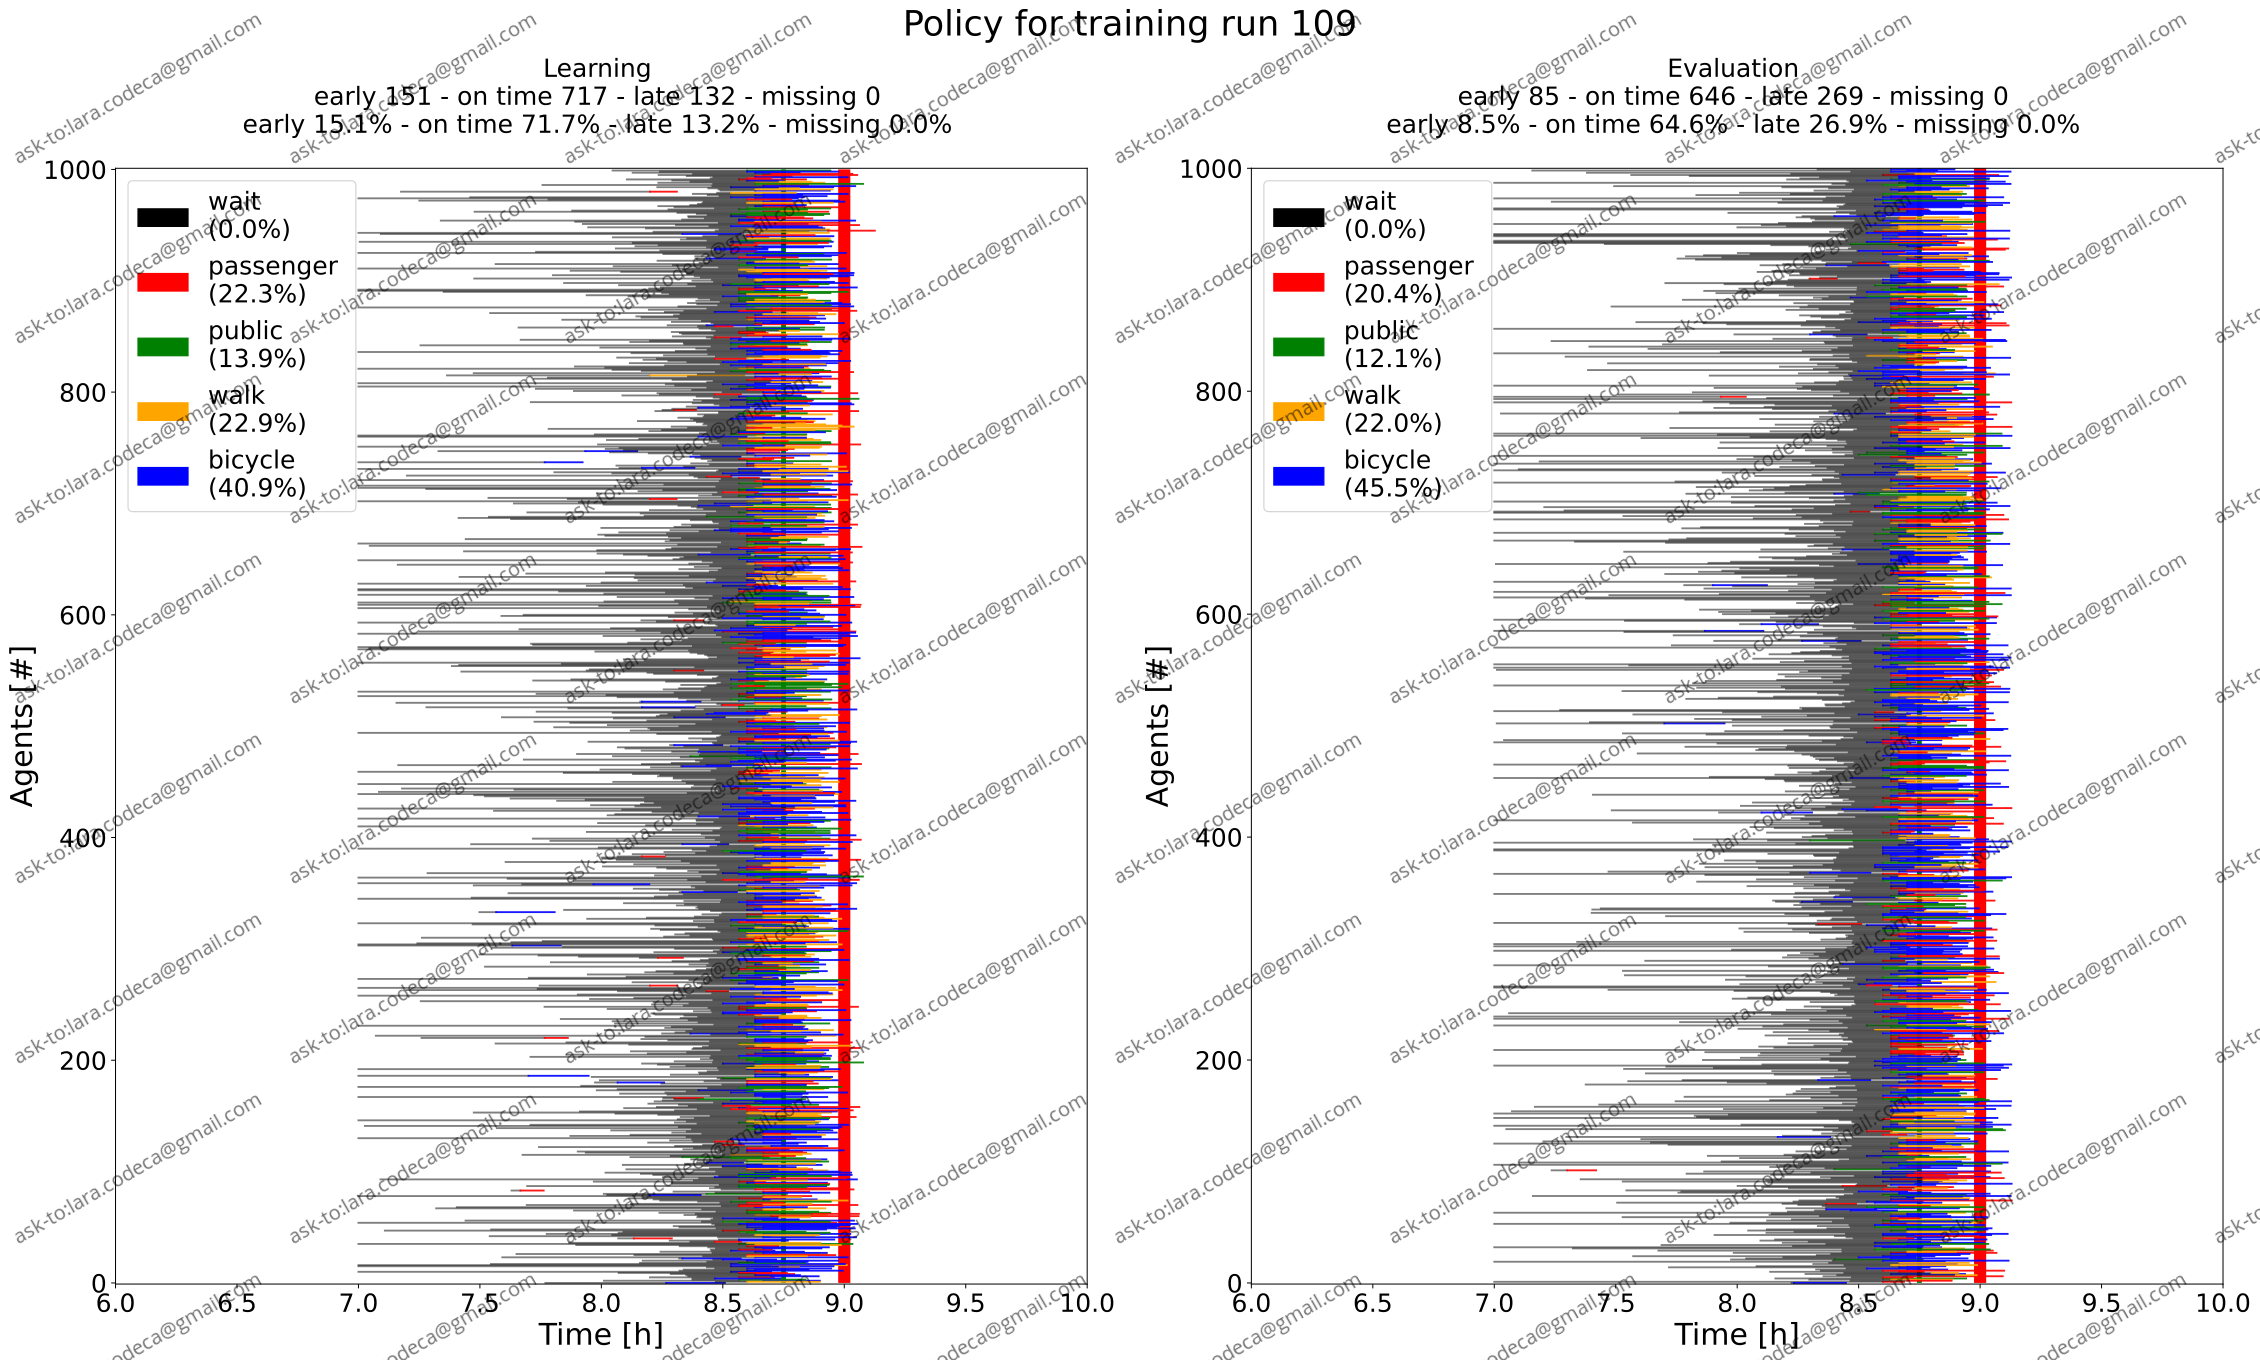 Policy for training run 109
Learning
early 151 - on time 717 - late 132 - missing 0
early 15.1% - on time 71.7% - late 13.2% - missing 0.0%
1000
800
600
400
200
0
Agents [#]
wait
(0.0%)
passenger
(22.3%)
public
(13.9%)
walk
(22.9%)
bicycle
(40.9%)
6.0 6.5 7.0 7.5 8.0 8.5 9.0 9.5 10.0
Time [h]
Evaluation
early 85 - on time 646 - late 269 - missing 0
early 8.5% - on time 64.6% - late 26.9% - missing 0.0%
1000
800
600
400
200
0
Agents [#]
wait
(0.0%)
passenger
(20.4%)
public
(12.1%)
walk
(22.0%)
bicycle
(45.5%)
6.0 6.5 7.0 7.5 8.0 8.5 9.0 9.5 10.0
Time [h]
ask-to:lara.codeca@gmail.com